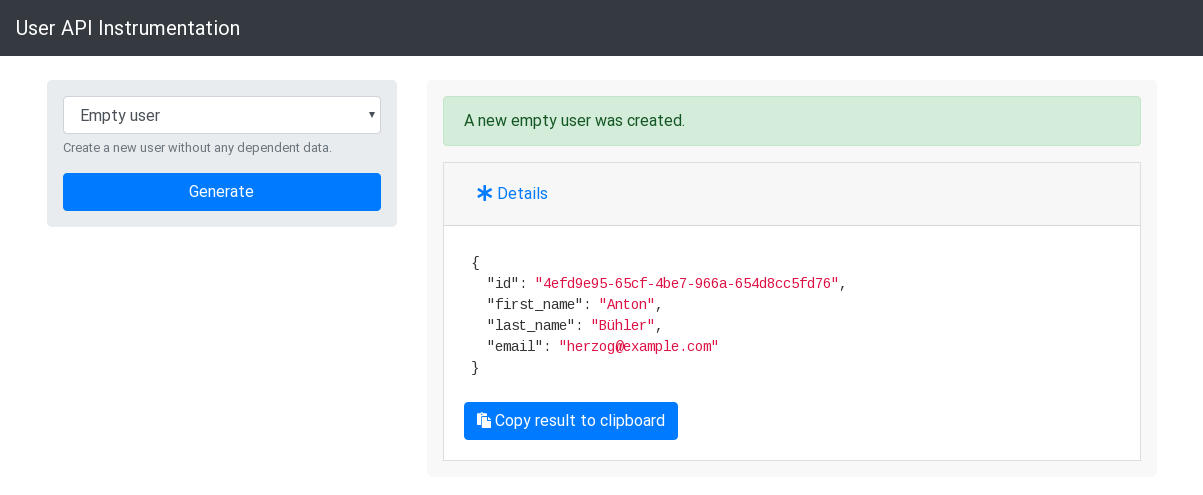 User API Instrumentation
Empty user
Create a new user without any dependent data.
Generate
A new empty user was created.
Details
{
  "id": "4efd9e95-65cf-4be7-966a-654d8cc5fd76",
  "first_name": "Anton",
  "last_name": "Bühler",
  "email": "herzog@example.com"
}
Copy result to clipboard